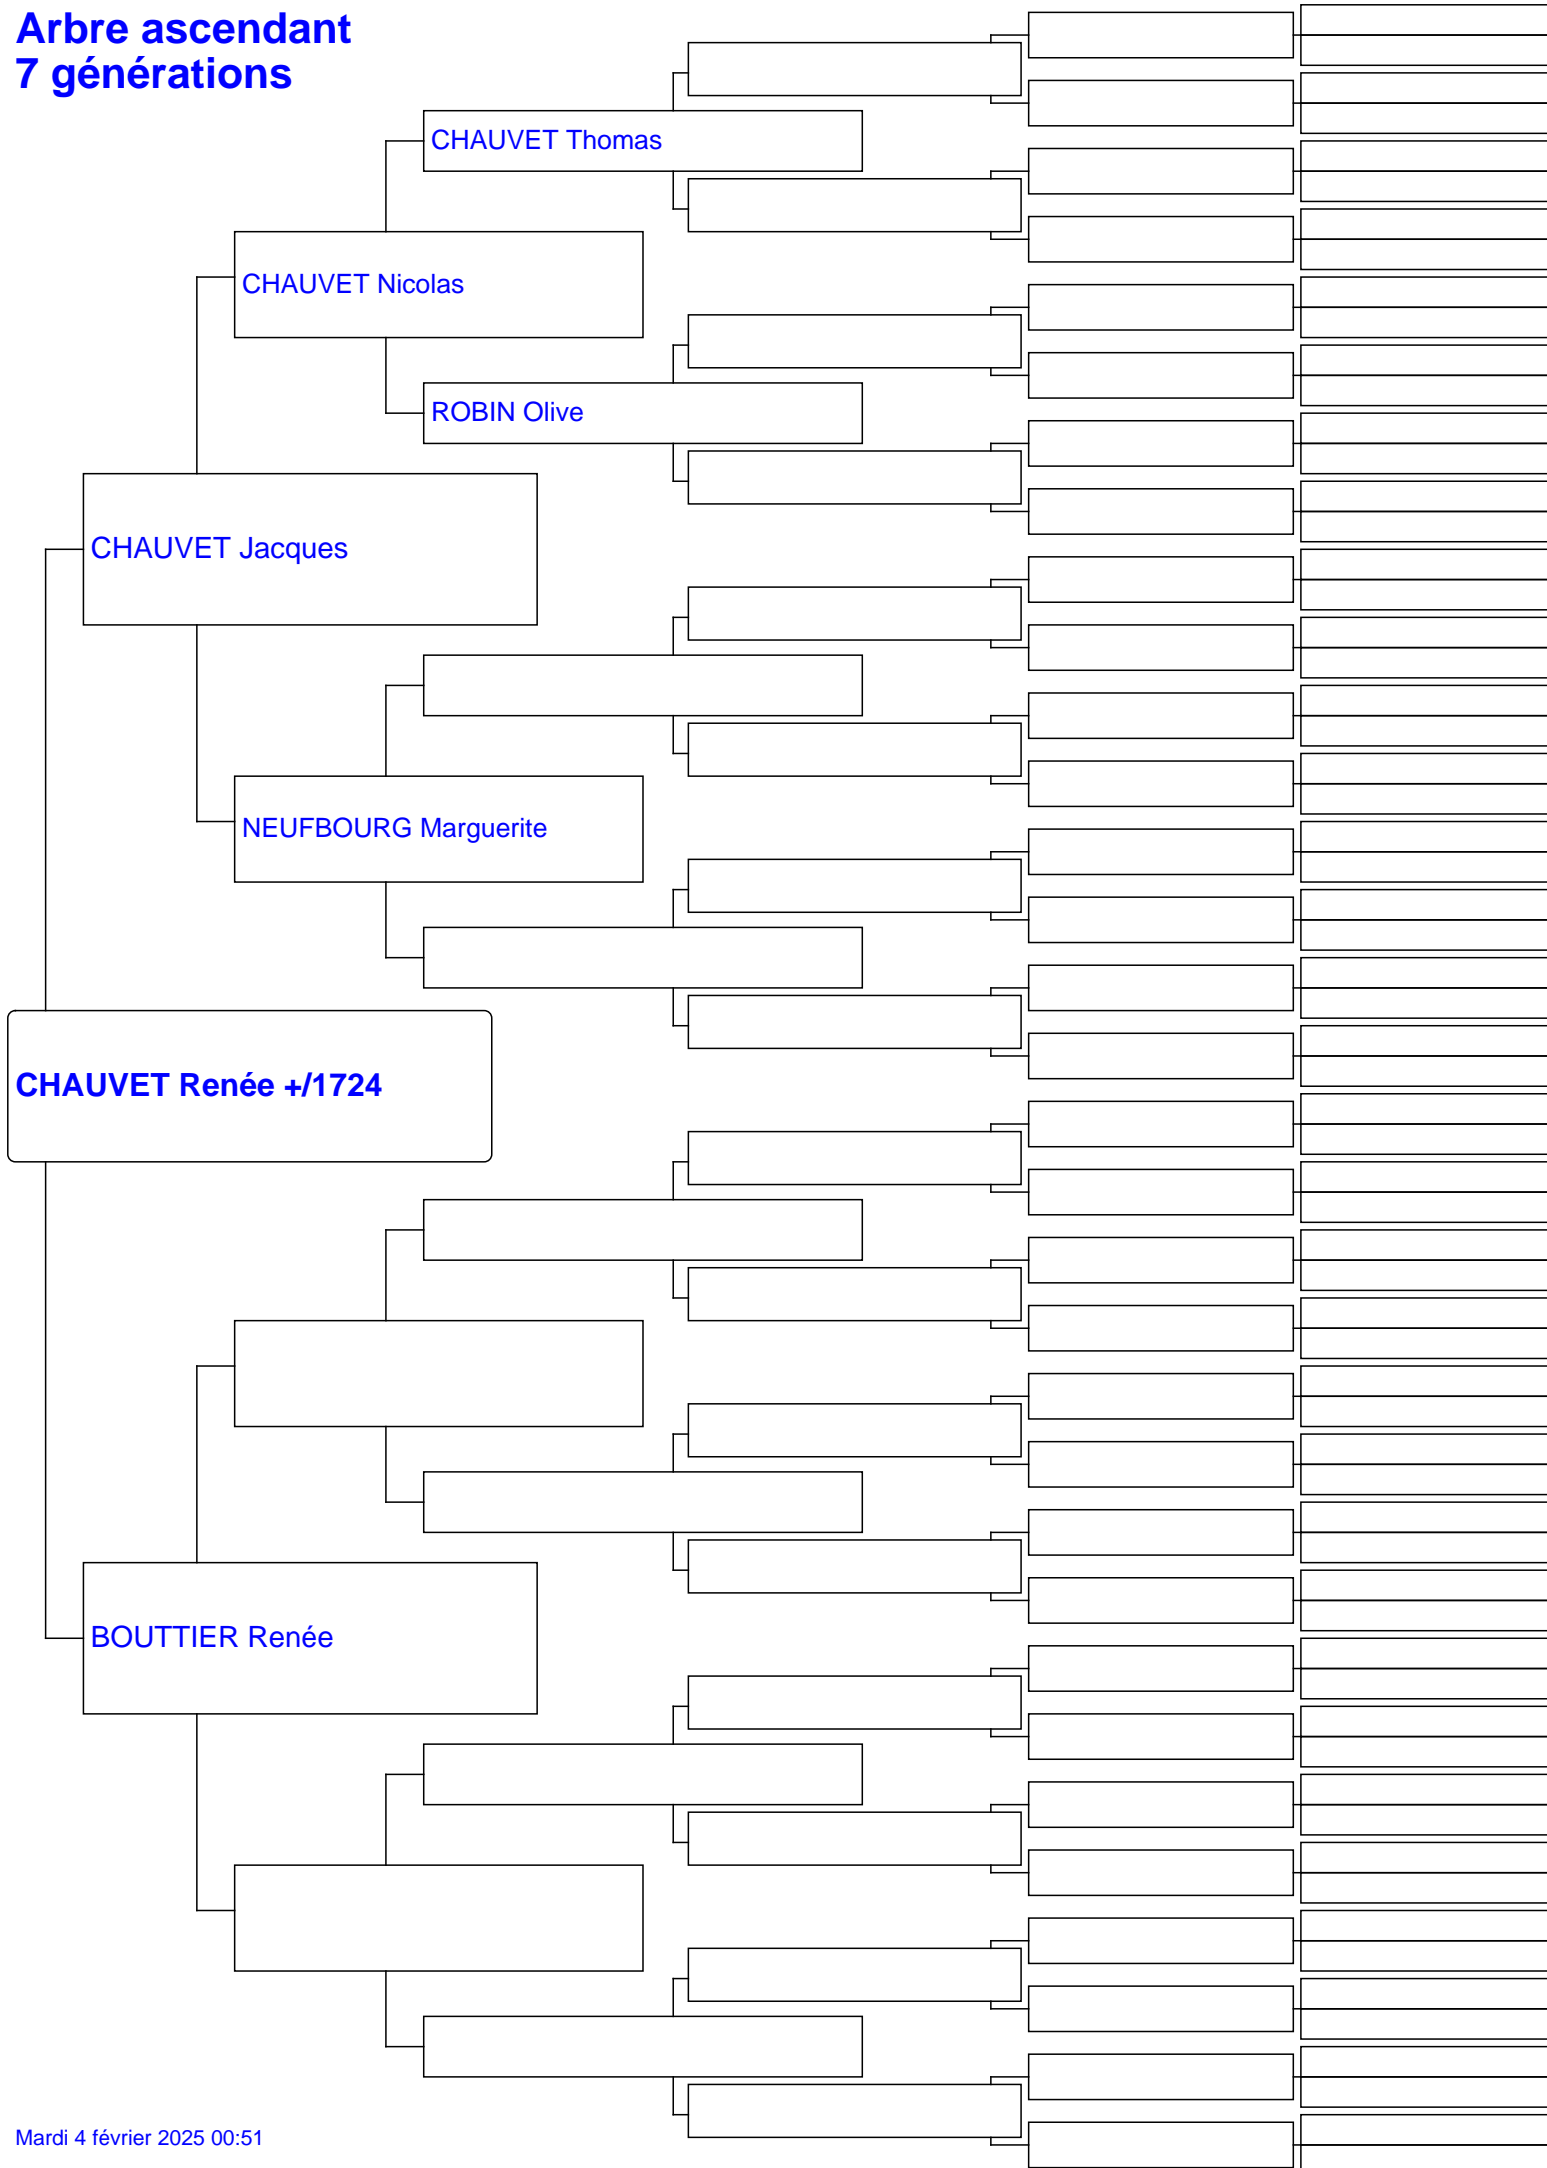 Arbre ascendant
7 générations
CHAUVET Thomas
CHAUVET Nicolas
ROBIN Olive
CHAUVET Jacques
NEUFBOURG Marguerite
CHAUVET Renée +/1724
BOUTTIER Renée
Mardi 4 février 2025 00:51